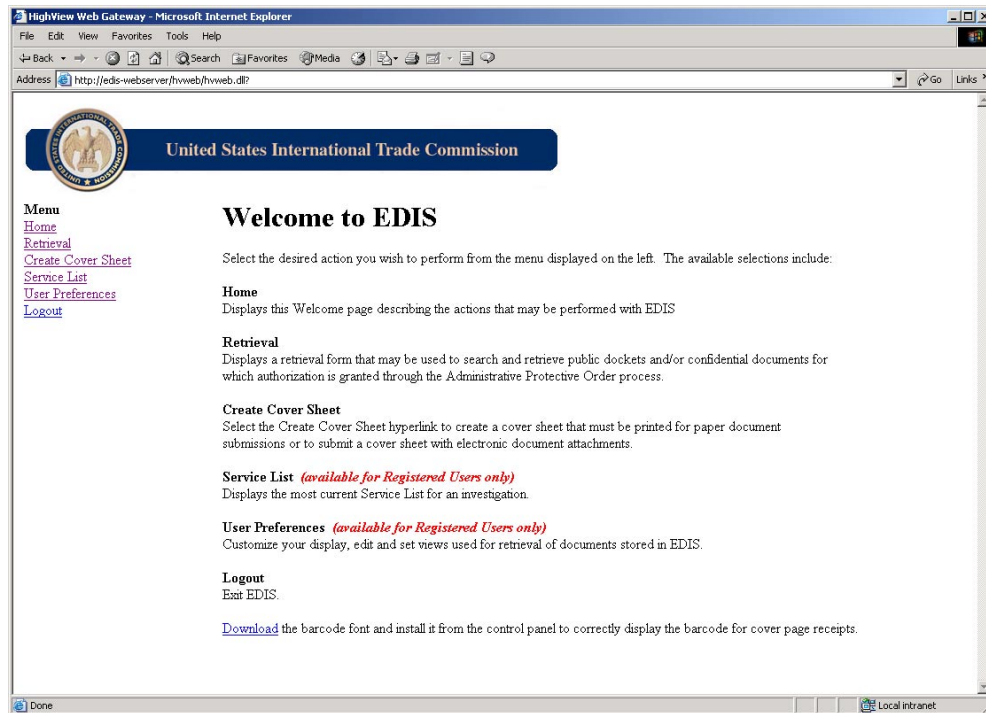 HighView Web Gateway - Microsoft Internet Explorer
File Edit View Favorites Tools Help
Back Search Favorites Media
Address http://edis-webserver/hvweb/hvweb.dll? Go Links
UNITED STATES INTERNATIONAL TRADE COMMISSION
United States International Trade Commission
Menu
Home
Retrieval
Create Cover Sheet
Service List
User Preferences
Logout
Welcome to EDIS
Select the desired action you wish to perform from the menu displayed on the left. The available selections include:
Home
Displays this Welcome page describing the actions that may be performed with EDIS
Retrieval
Displays a retrieval form that may be used to search and retrieve public dockets and/or confidential documents for
which authorization is granted through the Administrative Protective Order process.
Create Cover Sheet
Select the Create Cover Sheet hyperlink to create a cover sheet that must be printed for paper document
submissions or to submit a cover sheet with electronic document attachments.
Service List (available for Registered Users only)
Displays the most current Service List for an investigation.
User Preferences (available for Registered Users only)
Customize your display, edit and set views used for retrieval of documents stored in EDIS.
Logout
Exit EDIS.
Download the barcode font and install it from the control panel to correctly display the barcode for cover page receipts.
Done Local intranet